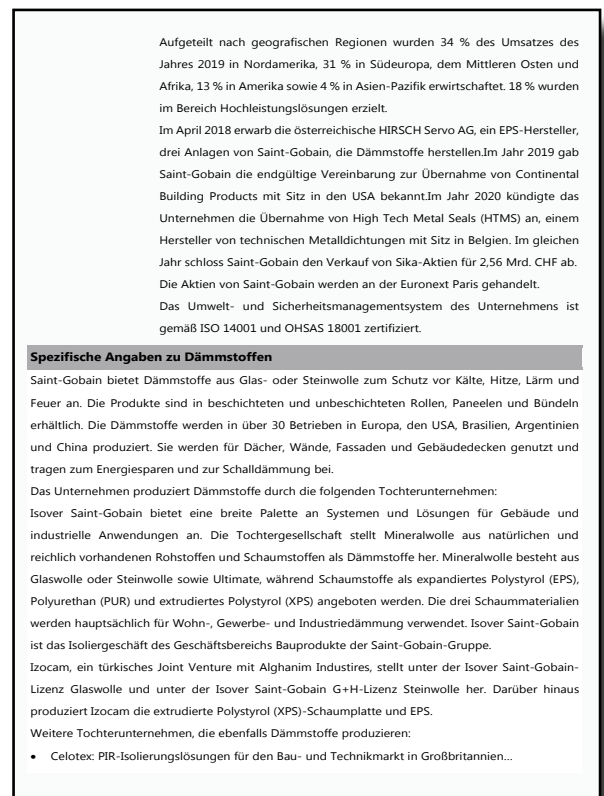 Aufgeteilt nach geografischen Regionen wurden 34 % des Umsatzes des
Jahres 2019 in Nordamerika, 31 % in Südeuropa, dem Mittleren Osten und
Afrika, 13 % in Amerika sowie 4 % in Asien-Pazifik erwirtschaftet. 18 % wurden
im Bereich Hochleistungslösungen erzielt.
Im April 2018 erwarb die österreichische HIRSCH Servo AG, ein EPS-Hersteller,
drei Anlagen von Saint-Gobain, die Dämmstoffe herstellen.Im Jahr 2019 gab
Saint-Gobain die endgültige Vereinbarung zur Übernahme von Continental
Building Products mit Sitz in den USA bekannt.Im Jahr 2020 kündigte das
Unternehmen die Übernahme von High Tech Metal Seals (HTMS) an, einem
Hersteller von technischen Metalldichtungen mit Sitz in Belgien. Im gleichen
Jahr schloss Saint-Gobain den Verkauf von Sika-Aktien für 2,56 Mrd. CHF ab.
Die Aktien von Saint-Gobain werden an der Euronext Paris gehandelt.
Das Umwelt- und Sicherheitsmanagementsystem des Unternehmens ist
gemäß ISO 14001 und OHSAS 18001 zertifiziert.
Spezifische Angaben zu Dämmstoffen
Saint-Gobain bietet Dämmstoffe aus Glas- oder Steinwolle zum Schutz vor Kälte, Hitze, Lärm und
Feuer an. Die Produkte sind in beschichteten und unbeschichteten Rollen, Paneelen und Bündeln
erhältlich. Die Dämmstoffe werden in über 30 Betrieben in Europa, den USA, Brasilien, Argentinien
und China produziert. Sie werden für Dächer, Wände, Fassaden und Gebäudedecken genutzt und
tragen zum Energiesparen und zur Schalldämmung bei.
Das Unternehmen produziert Dämmstoffe durch die folgenden Tochterunternehmen:
Isover Saint-Gobain bietet eine breite Palette an Systemen und Lösungen für Gebäude und
industrielle Anwendungen an. Die Tochtergesellschaft stellt Mineralwolle aus natürlichen und
reichlich vorhandenen Rohstoffen und Schaumstoffen als Dämmstoffe her. Mineralwolle besteht aus
Glaswolle oder Steinwolle sowie Ultimate, während Schaumstoffe als expandiertes Polystyrol (EPS),
Polyurethan (PUR) und extrudiertes Polystyrol (XPS) angeboten werden. Die drei Schaummaterialien
werden hauptsächlich für Wohn-, Gewerbe- und Industriedämmung verwendet. Isover Saint-Gobain
ist das Isoliergeschäft des Geschäftsbereichs Bauprodukte der Saint-Gobain-Gruppe.
Izocam, ein türkisches Joint Venture mit Alghanim Industires, stellt unter der Isover Saint-Gobain-
Lizenz Glaswolle und unter der Isover Saint-Gobain G+H-Lizenz Steinwolle her. Darüber hinaus
produziert Izocam die extrudierte Polystyrol (XPS)-Schaumplatte und EPS.
Weitere Tochterunternehmen, die ebenfalls Dämmstoffe produzieren:
• Celotex: PIR-Isolierungslösungen für den Bau- und Technikmarkt in Großbritannien...